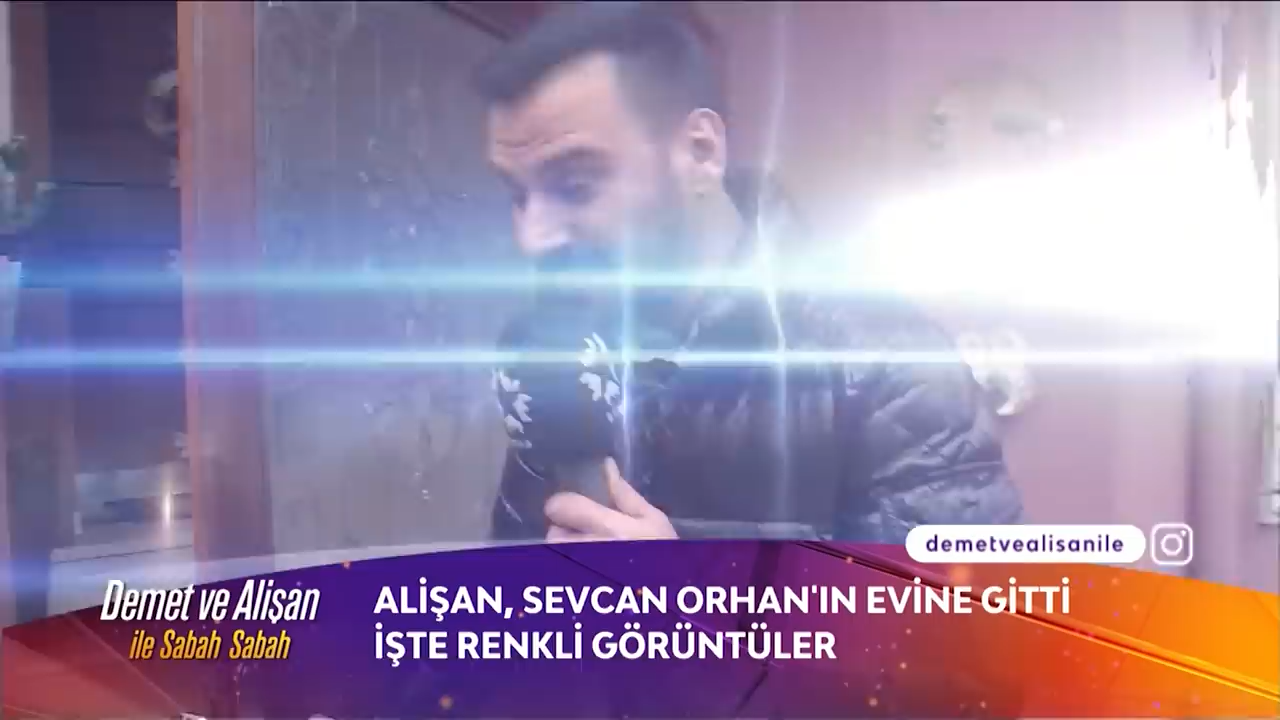 demetvealisanile
Demet ve Alişan
ile Sabah Sabah
ALİŞAN, SEVCAN ORHAN'IN EVİNE GİTTİ
İŞTE RENKLİ GÖRÜNTÜLER